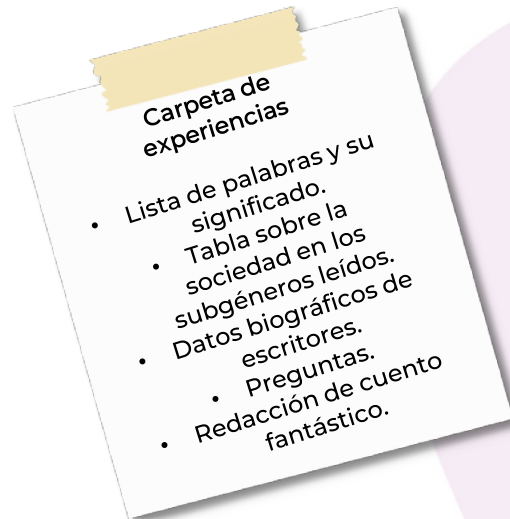 Carpeta de
experiencias
• Lista de palabras y su
significado.
• Tabla sobre la
sociedad en los
subgéneros leídos.
• Datos biográficos de
escritores.
• Preguntas.
• Redacción de cuento
fantástico.